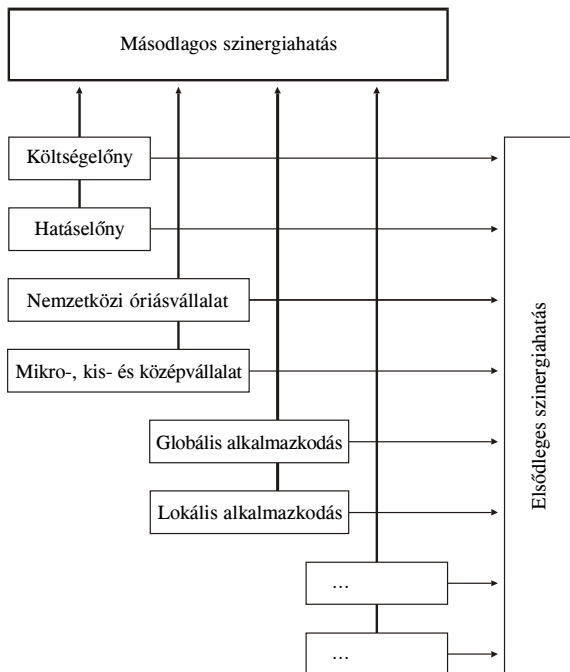 Másodlagos szinergiahatás
Költségelőny
Hatáselőny
Nemzetközi óriásvállalat
Mikro-, kis- és középvállalat
Globális alkalmazkodás
Lokális alkalmazkodás
...
...
Elsődleges szinergiahatás